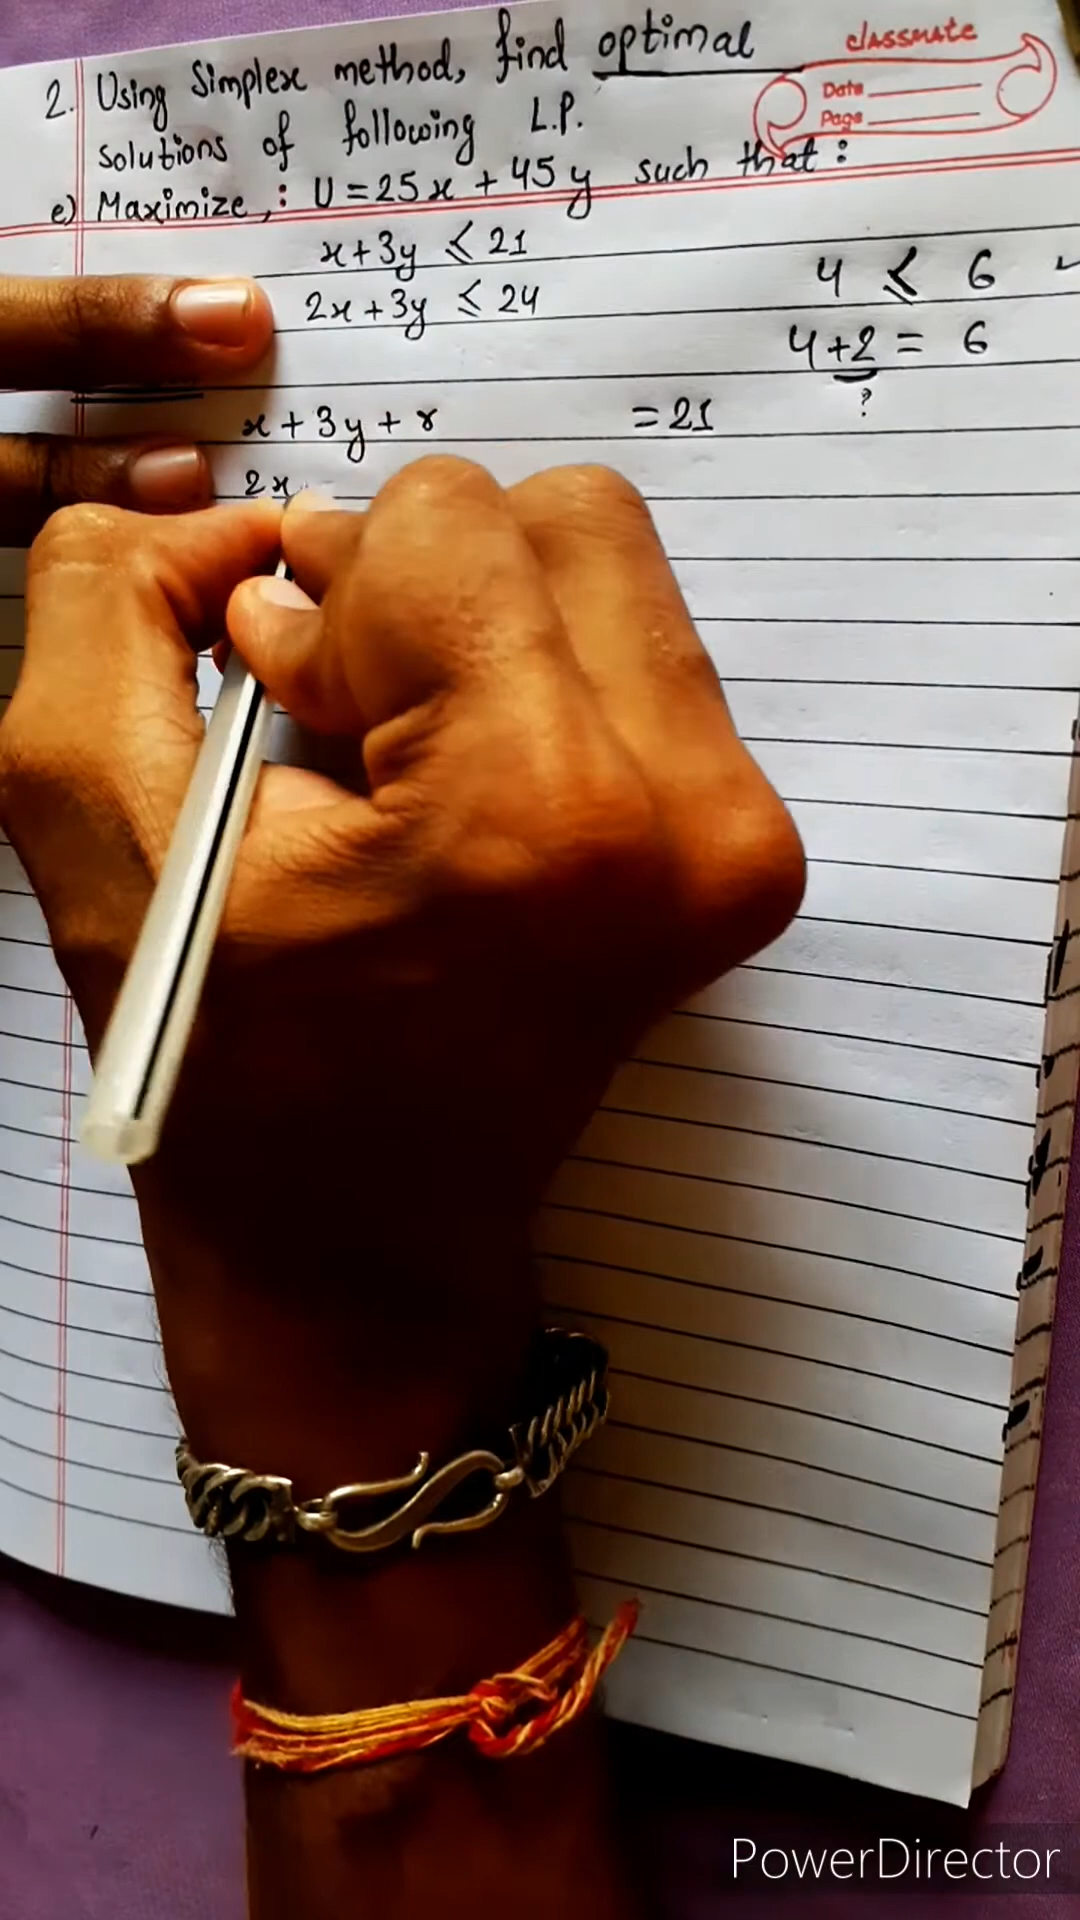 classmate
Date
Page
2. Using Simplex method, find optimal
solutions of following L.P.
e) Maximize,: U = 25x + 45y such that :
x + 3y ⩽ 21
2x + 3y ⩽ 24
4 ⩽ 6 ✓
4 + 2 = 6
?
x + 3y + r = 21
2x
PowerDirector